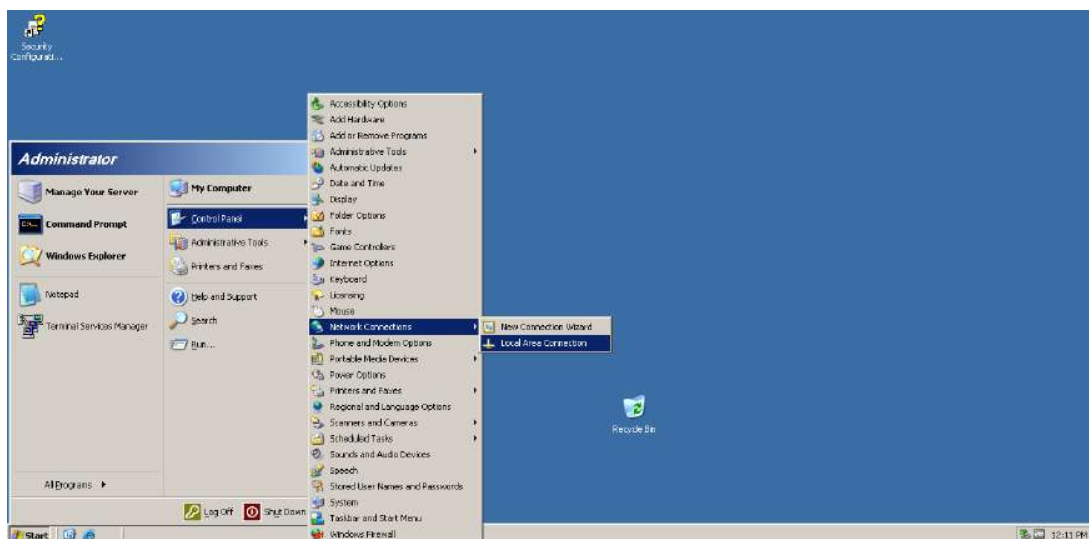 Security
Configurati...
Administrator
Manage Your Server
Command Prompt
Windows Explorer
Notepad
Terminal Services Manager
All Programs
My Computer
Control Panel
Administrative Tools
Printers and Faxes
Help and Support
Search
Run...
Log Off
Shut Down
Accessibility Options
Add Hardware
Add or Remove Programs
Administrative Tools
Automatic Updates
Date and Time
Display
Folder Options
Fonts
Game Controllers
Internet Options
Keyboard
Licensing
Mouse
Network Connections
Phone and Modem Options
Portable Media Devices
Power Options
Printers and Faxes
Regional and Language Options
Scanners and Cameras
Scheduled Tasks
Sounds and Audio Devices
Speech
Stored User Names and Passwords
System
Taskbar and Start Menu
Windows Firewall
New Connection Wizard
Local Area Connection
Recycle Bin
Start
12:11 PM